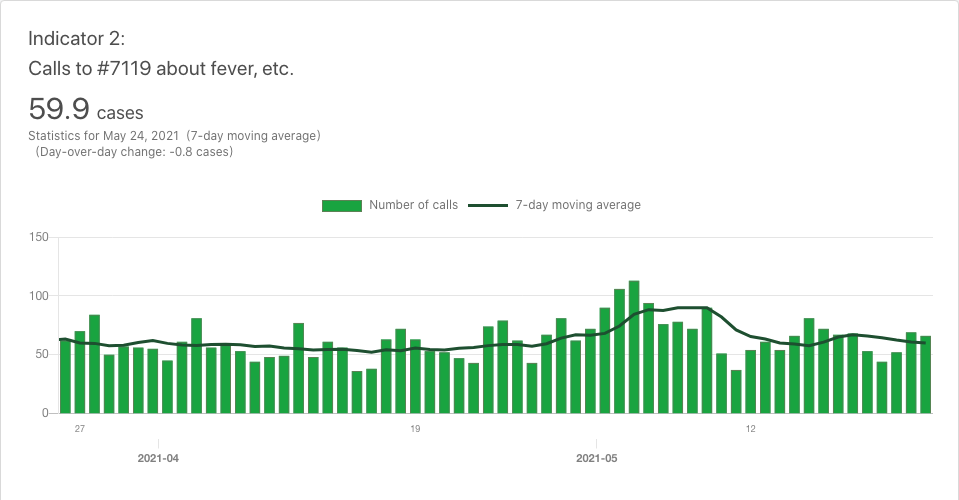 Indicator 2:
Calls to #7119 about fever, etc.
59.9 cases
Statistics for May 24, 2021 (7-day moving average)
(Day-over-day change: -0.8 cases)
Number of calls 7-day moving average
150
100
50
0
27 19 12
2021-04 2021-05